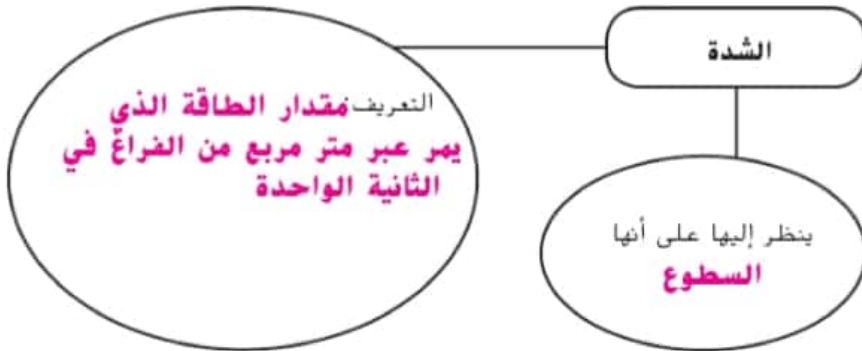 الشدة
التعريف: مقدار الطاقة الذي
يمر عبر متر مربع من الفراغ في
الثانية الواحدة
ينظر إليها على أنها
السطوع